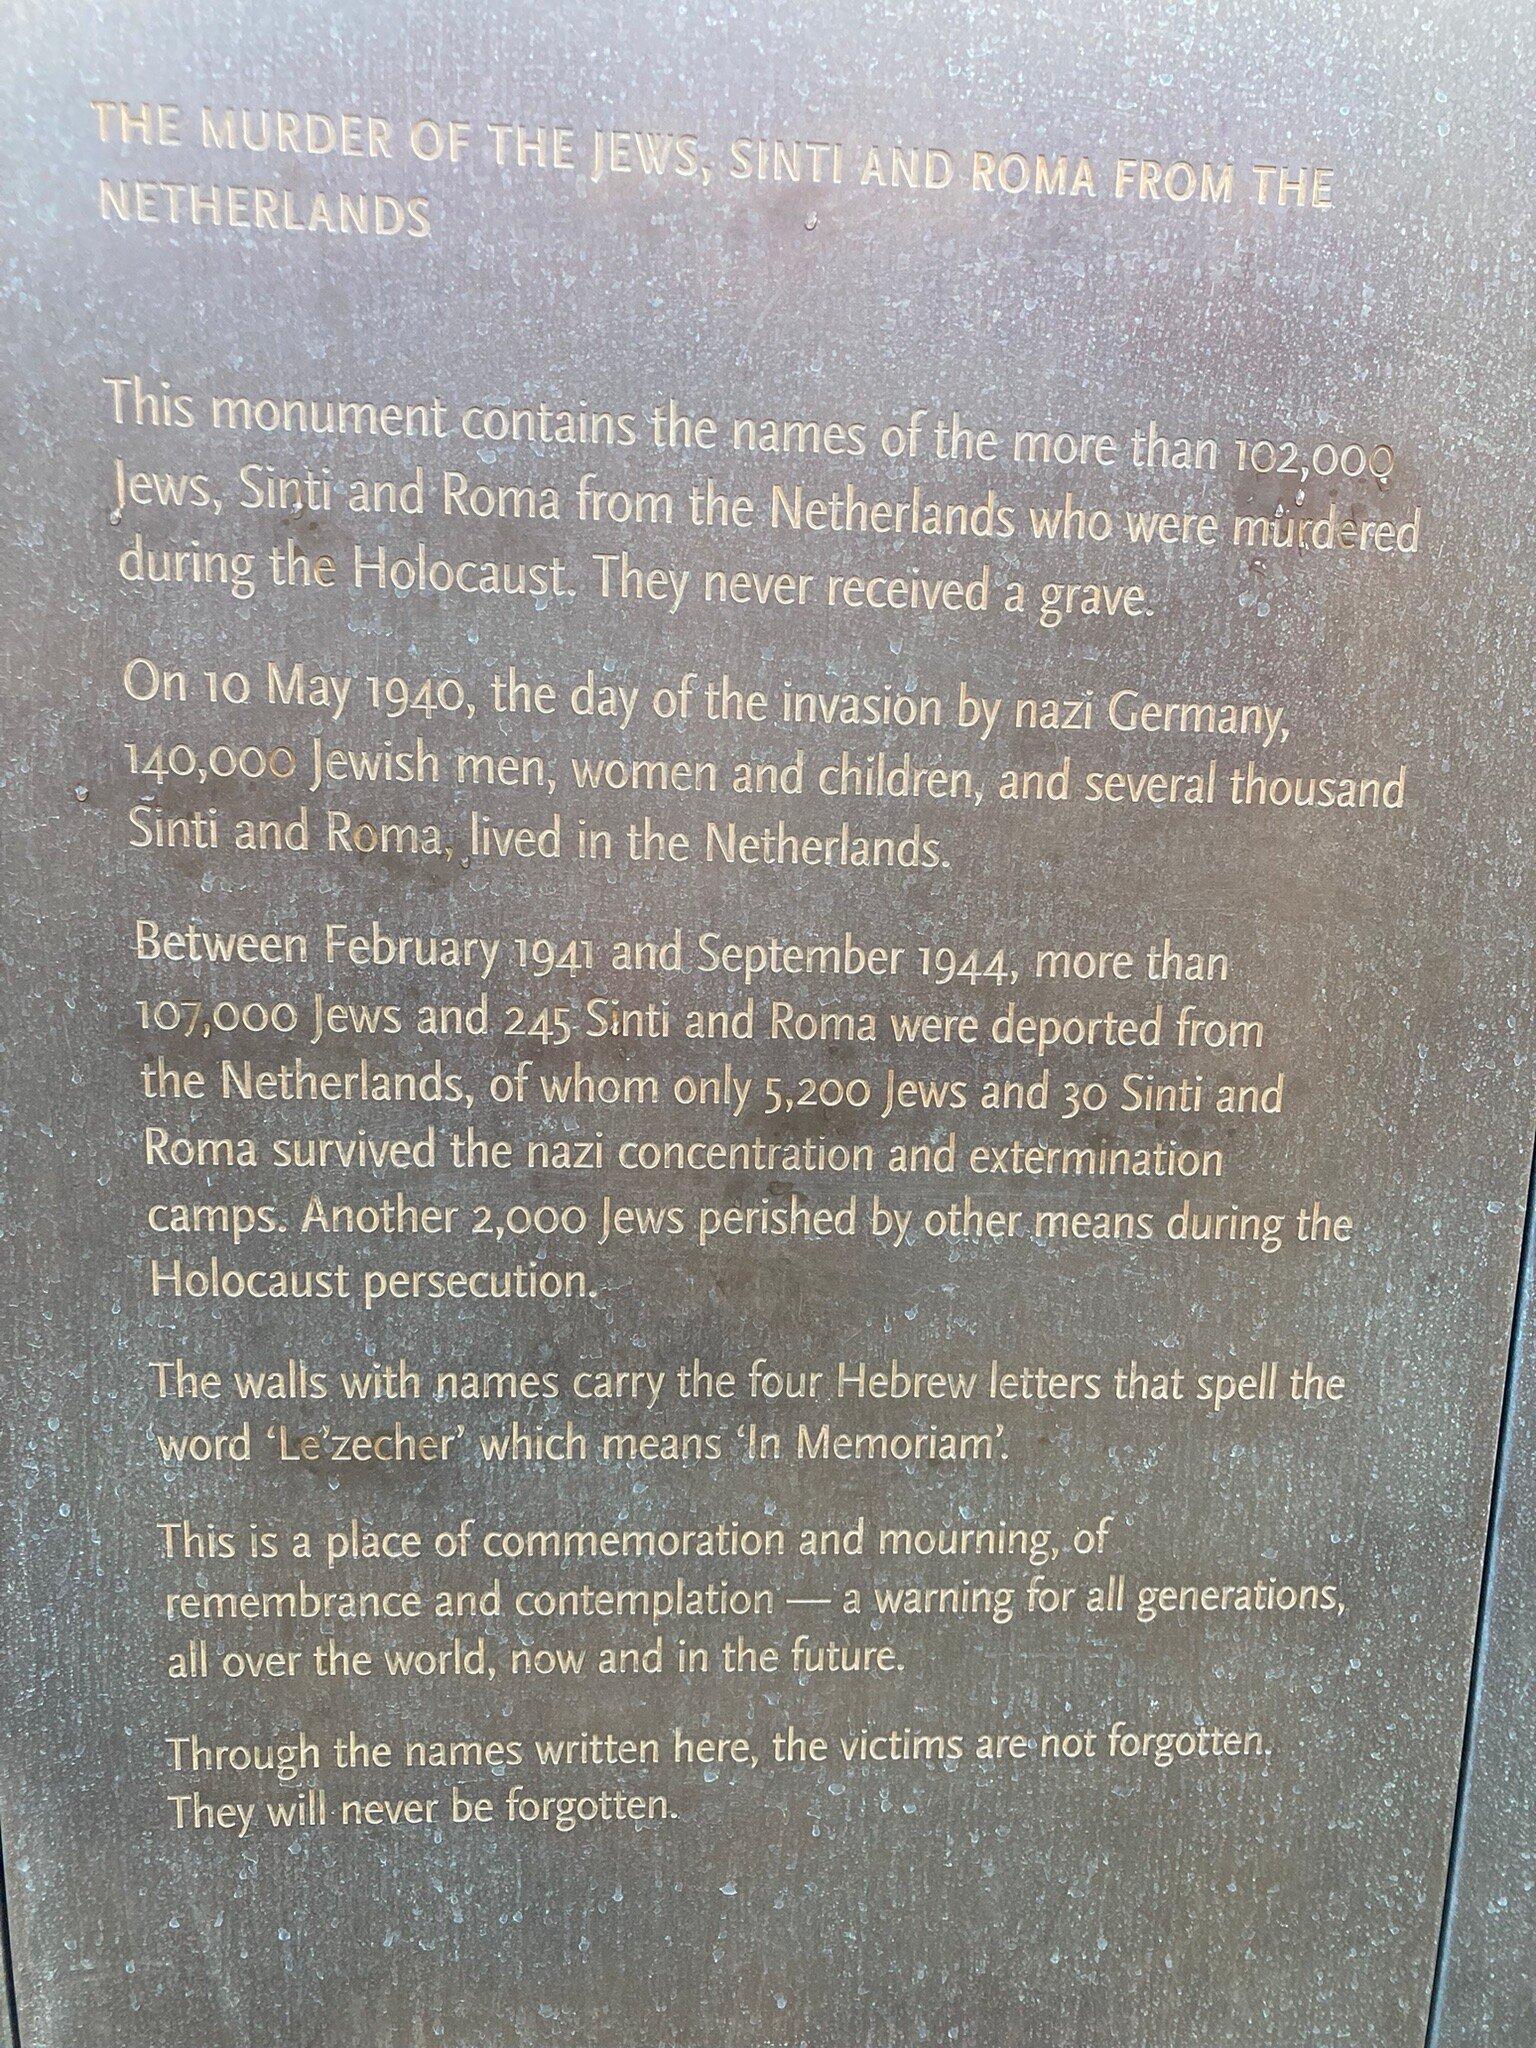 THE MURDER OF THE JEWS, SINTI AND ROMA FROM THE
NETHERLANDS
This monument contains the names of the more than 102,000
Jews, Sinti and Roma from the Netherlands who were murdered
during the Holocaust. They never received a grave.
On 10 May 1940, the day of the invasion by nazi Germany,
140,000 Jewish men, women and children, and several thousand
Sinti and Roma, lived in the Netherlands.
Between February 1941 and September 1944, more than
107,000 Jews and 245 Sinti and Roma were deported from
the Netherlands, of whom only 5,200 Jews and 30 Sinti and
Roma survived the nazi concentration and extermination
camps. Another 2,000 Jews perished by other means during the
Holocaust persecution.
The walls with names carry the four Hebrew letters that spell the
word ‘Le’zecher’ which means ‘In Memoriam’.
This is a place of commemoration and mourning, of
remembrance and contemplation — a warning for all generations,
all over the world, now and in the future.
Through the names written here, the victims are not forgotten.
They will never be forgotten.